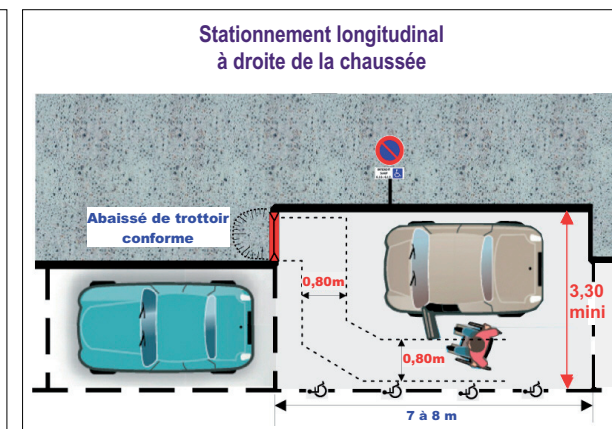 Stationnement longitudinal
à droite de la chaussée
Abaissé de trottoir
conforme
0,80m
3,30
mini
0,80m
7 à 8 m